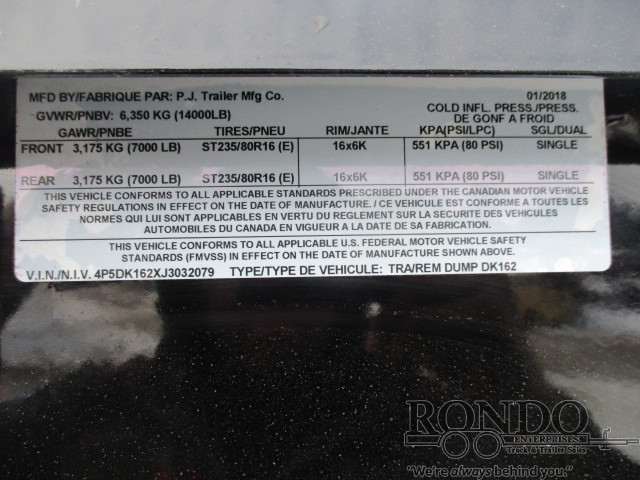 MFD BY/FABRIQUE PAR: P.J. Trailer Mfg Co. 01/2018
GVWR/PNBV: 6,350 KG (14000LB) COLD INFL. PRESS/PRESS. DE GONF A FROID
GAWR/PNBE TIRES/PNEU RIM/JANTE KPA(PSI/LPC) SGL/DUAL
FRONT 3,175 KG (7000 LB) ST235/80R16 (E) 16x6K 551 KPA (80 PSI) SINGLE
REAR 3,175 KG (7000 LB) ST235/80R16 (E) 16x6K 551 KPA (80 PSI) SINGLE
THIS VEHICLE CONFORMS TO ALL APPLICABLE STANDARDS PRESCRIBED UNDER THE CANADIAN MOTOR VEHICLE
SAFETY REGULATIONS IN EFFECT ON THE DATE OF MANUFACTURE. / CE VEHICULE EST CONFORME A TOUTES LES
NORMES QUI LUI SONT APPLICABLES EN VERTU DU REGLEMENT SUR LA SECURITE DES VEHICULES
AUTOMOBILES DU CANADA EN VIGUEUR A LA DATE DE SA FABRICATION.
THIS VEHICLE CONFORMS TO ALL APPLICABLE U.S. FEDERAL MOTOR VEHICLE SAFETY
STANDARDS (FMVSS) IN EFFECT ON THE DATE OF MANUFACTURE SHOWN ABOVE.
V.I.N./N.I.V. 4P5DK162XJ3032079 TYPE/TYPE DE VEHICULE: TRA/REM DUMP DK162
RONDO
ENTERPRISES
Truck & Trailer Sales
"We're always behind you."